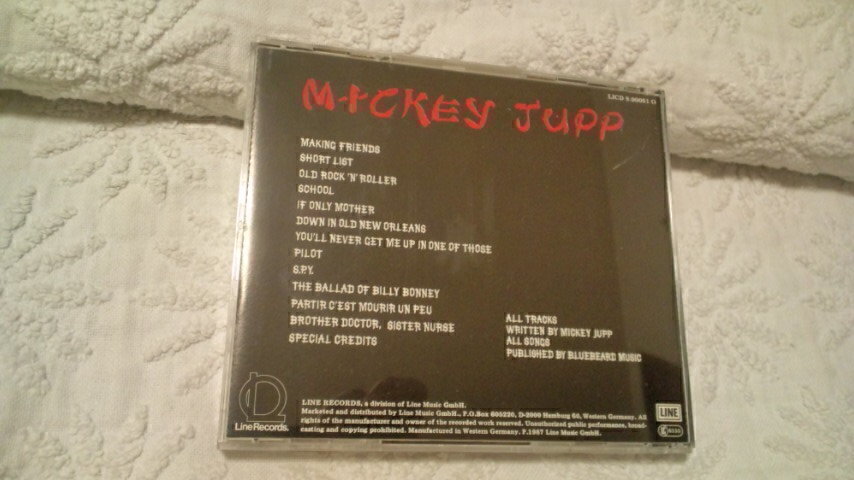 MICKEY JUPP
LICD 9.00051 O
MAKING FRIENDS
SHORT LIST
OLD ROCK 'N' ROLLER
SCHOOL
IF ONLY MOTHER
DOWN IN OLD NEW ORLEANS
YOU'LL NEVER GET ME UP IN ONE OF THOSE
PILOT
S.P.Y.
THE BALLAD OF BILLY BONNEY
PARTIR C'EST MOURIR UN PEU
BROTHER DOCTOR, SISTER NURSE
SPECIAL CREDITS
ALL TRACKS
WRITTEN BY MICKEY JUPP
ALL SONGS
PUBLISHED BY BLUEBEARD MUSIC
Line Records.
LINE RECORDS, a division of Line Music GmbH.
Marketed and distributed by Line Music GmbH., P.O.Box 605220, D-2000 Hamburg 60, Western Germany. All
rights of the manufacturer and owner of the recorded work reserved. Unauthorized public performance, broad-
casting and copying prohibited. Manufactured in Western Germany. P.1987 Line Music GmbH.
LINE